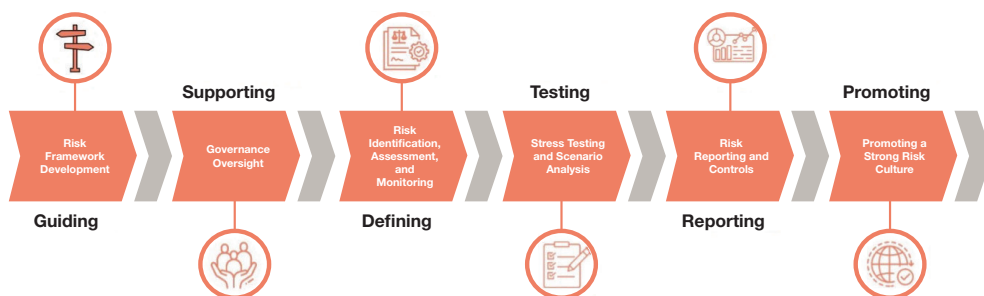 Supporting
Testing
Promoting
Risk
Framework
Development
Governance
Oversight
Risk
Identification,
Assessment,
and
Monitoring
Stress Testing
and Scenario
Analysis
Risk
Reporting and
Controls
Promoting a
Strong Risk
Culture
Guiding
Defining
Reporting